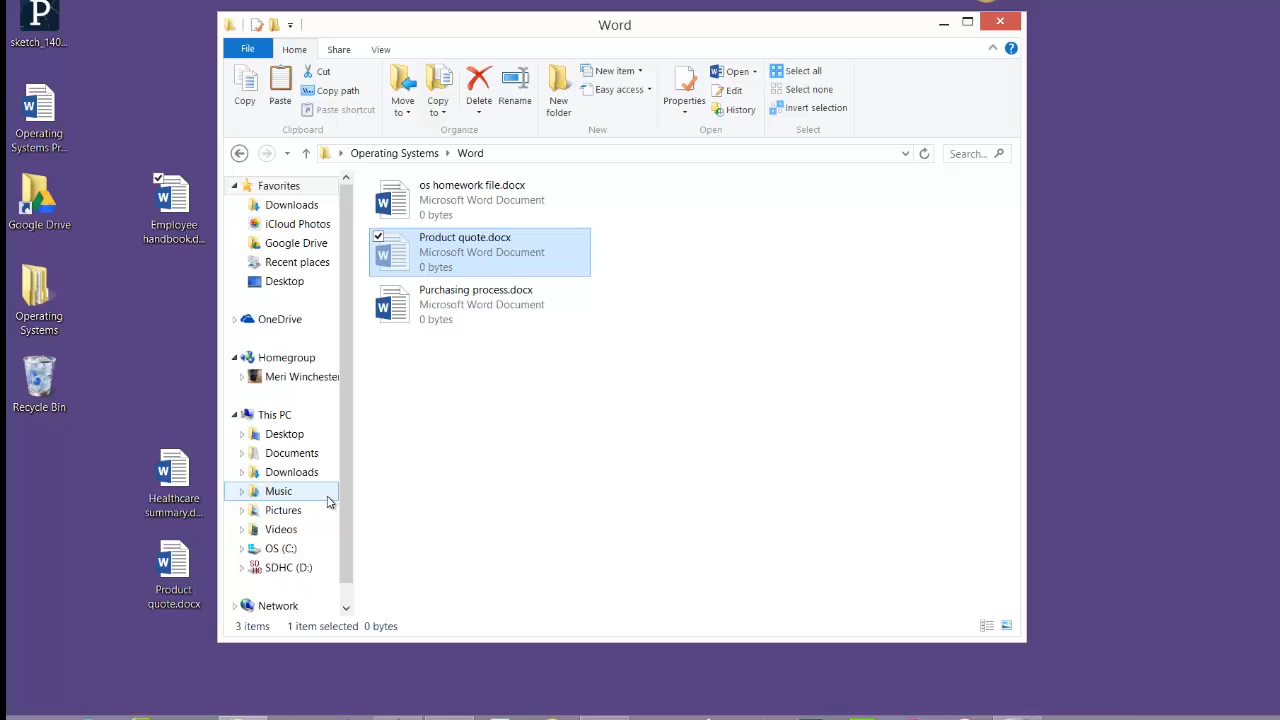 Word
File
Home
Share
View
Copy
Paste
Cut
Copy path
Paste shortcut
Clipboard
Move
to
Copy
to
Delete
Rename
Organize
New
folder
New item
Easy access
New
Properties
Open
Edit
History
Open
Select all
Select none
Invert selection
Select
Operating Systems
Word
Search...
Favorites
Downloads
iCloud Photos
Google Drive
Recent places
Desktop
OneDrive
Homegroup
Meri Winchester
This PC
Desktop
Documents
Downloads
Music
Pictures
Videos
OS (C:)
SDHC (D:)
Network
os homework file.docx
Microsoft Word Document
0 bytes
Product quote.docx
Microsoft Word Document
0 bytes
Purchasing process.docx
Microsoft Word Document
0 bytes
3 items
1 item selected 0 bytes
P
sketch_140...
Operating
Systems Pr...
Google Drive
Operating
Systems
Recycle Bin
Employee
handbook.d...
Healthcare
summary.d...
Product
quote.docx